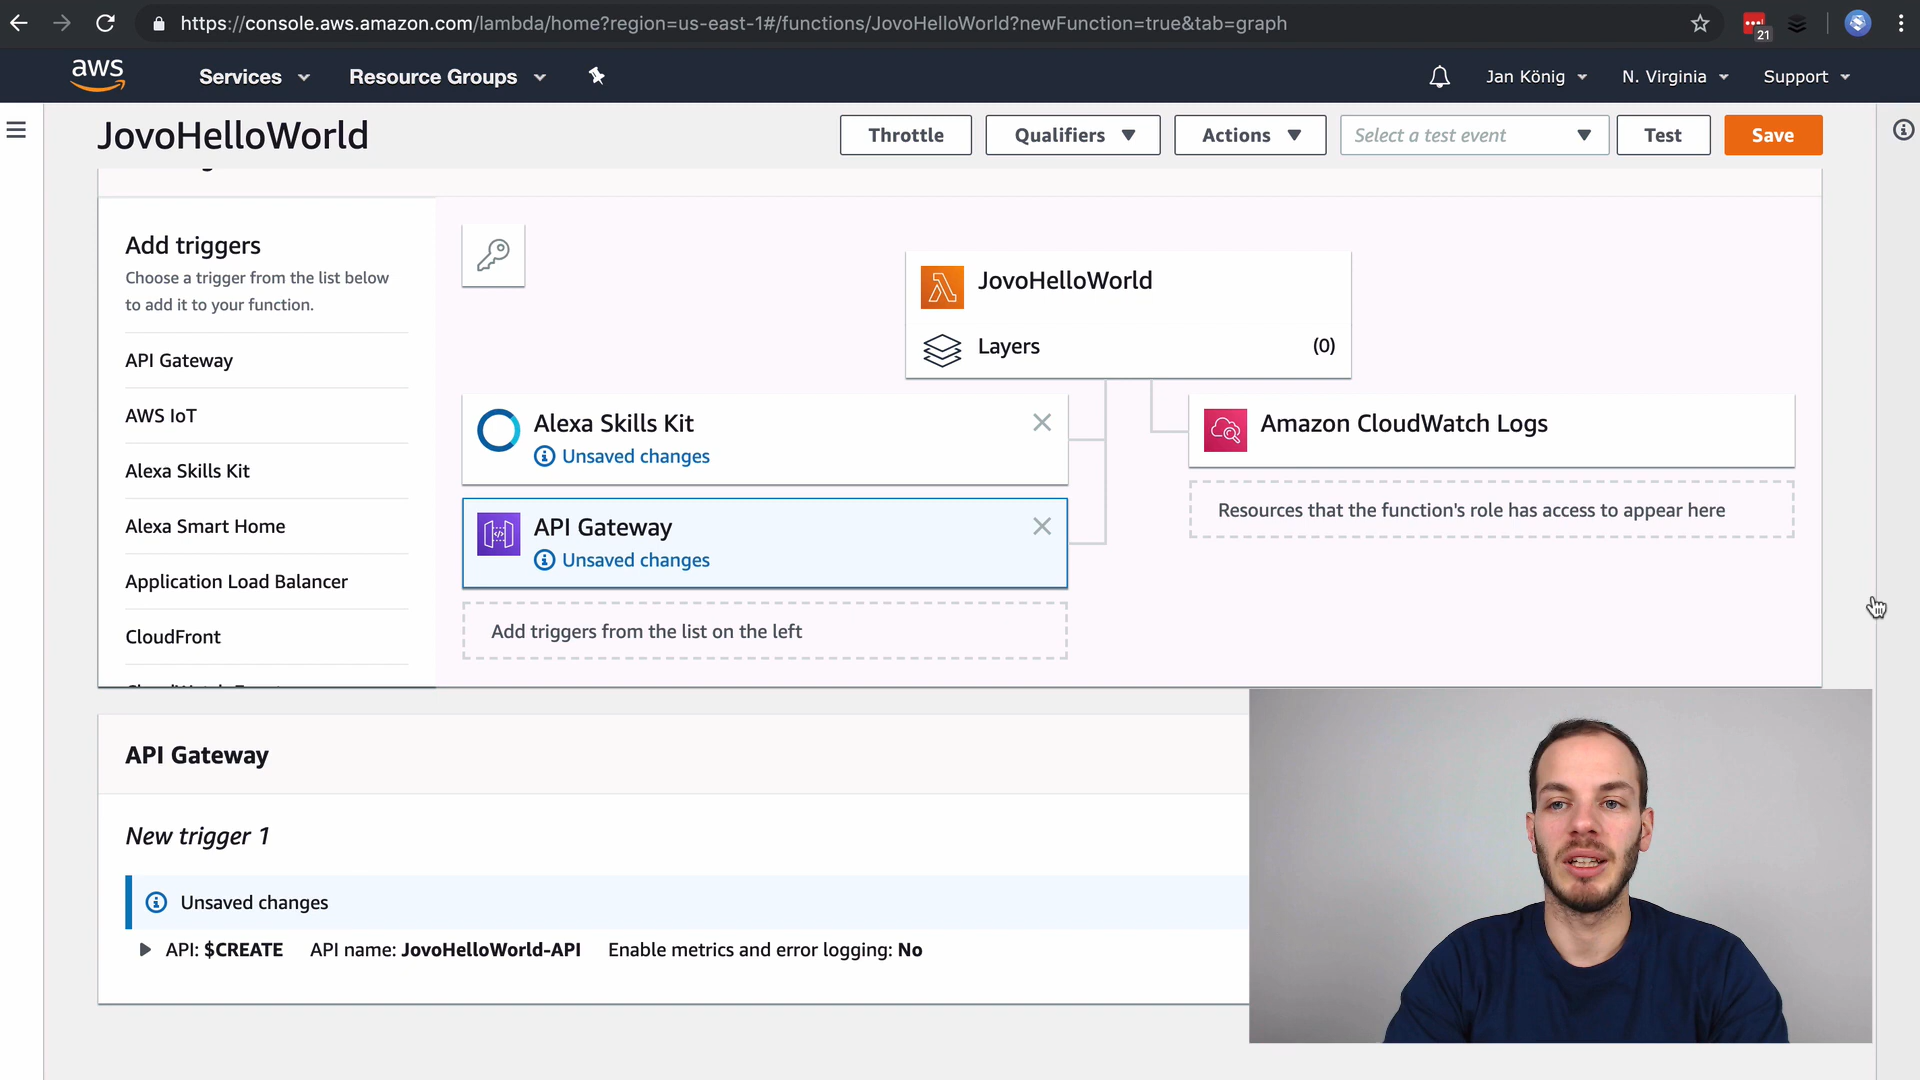 https://console.aws.amazon.com/lambda/home?region=us-east-1#/functions/JovoHelloWorld?newFunction=true&tab=graph
21
aws
Services
Resource Groups
Jan König
N. Virginia
Support
JovoHelloWorld
Throttle
Qualifiers
Actions
Select a test event
Test
Save
Add triggers
Choose a trigger from the list below
to add it to your function.
API Gateway
AWS IoT
Alexa Skills Kit
Alexa Smart Home
Application Load Balancer
CloudFront
JovoHelloWorld
Layers
(0)
Alexa Skills Kit
Unsaved changes
API Gateway
Unsaved changes
Add triggers from the list on the left
Amazon CloudWatch Logs
Resources that the function's role has access to appear here
API Gateway
New trigger 1
Unsaved changes
API: $CREATE API name: JovoHelloWorld-API Enable metrics and error logging: No